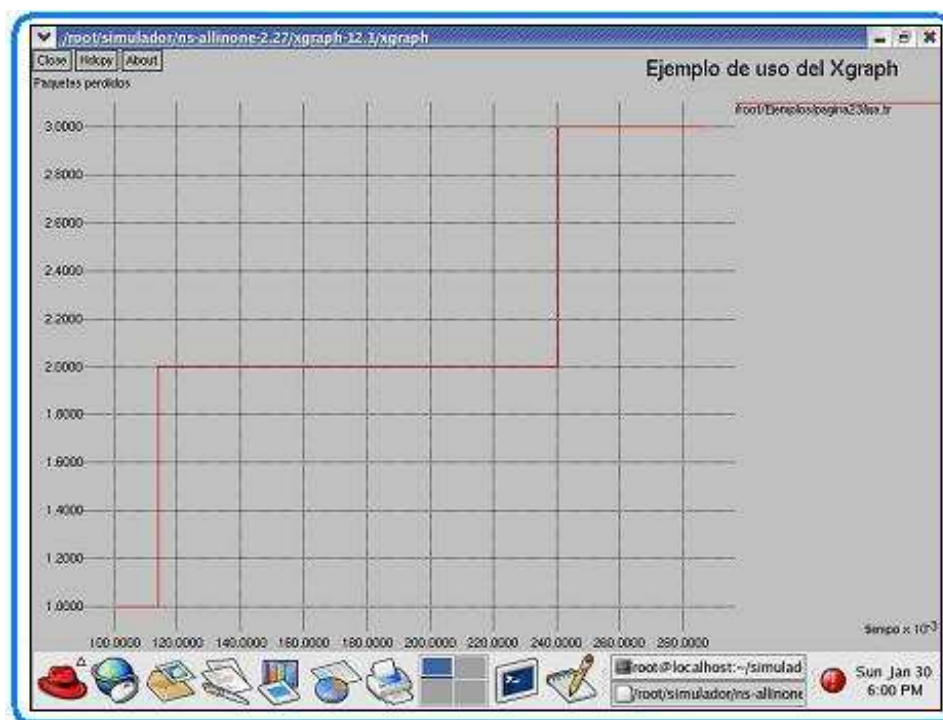 /root/simulador/ns-allinone-2.27/xgraph-12.1/xgraph
Close Hdcpy About
Ejemplo de uso del Xgraph
Paquetes perdidos
3.0000
2.8000
2.6000
2.4000
2.2000
2.0000
1.8000
1.6000
1.4000
1.2000
1.0000
100.0000 120.0000 140.0000 160.0000 180.0000 200.0000 220.0000 240.0000 260.0000 280.0000
tiempo x 10-3
root@localhost:~/simulad
/root/simulador/ns-allinone
Sun Jan 30
6:00 PM